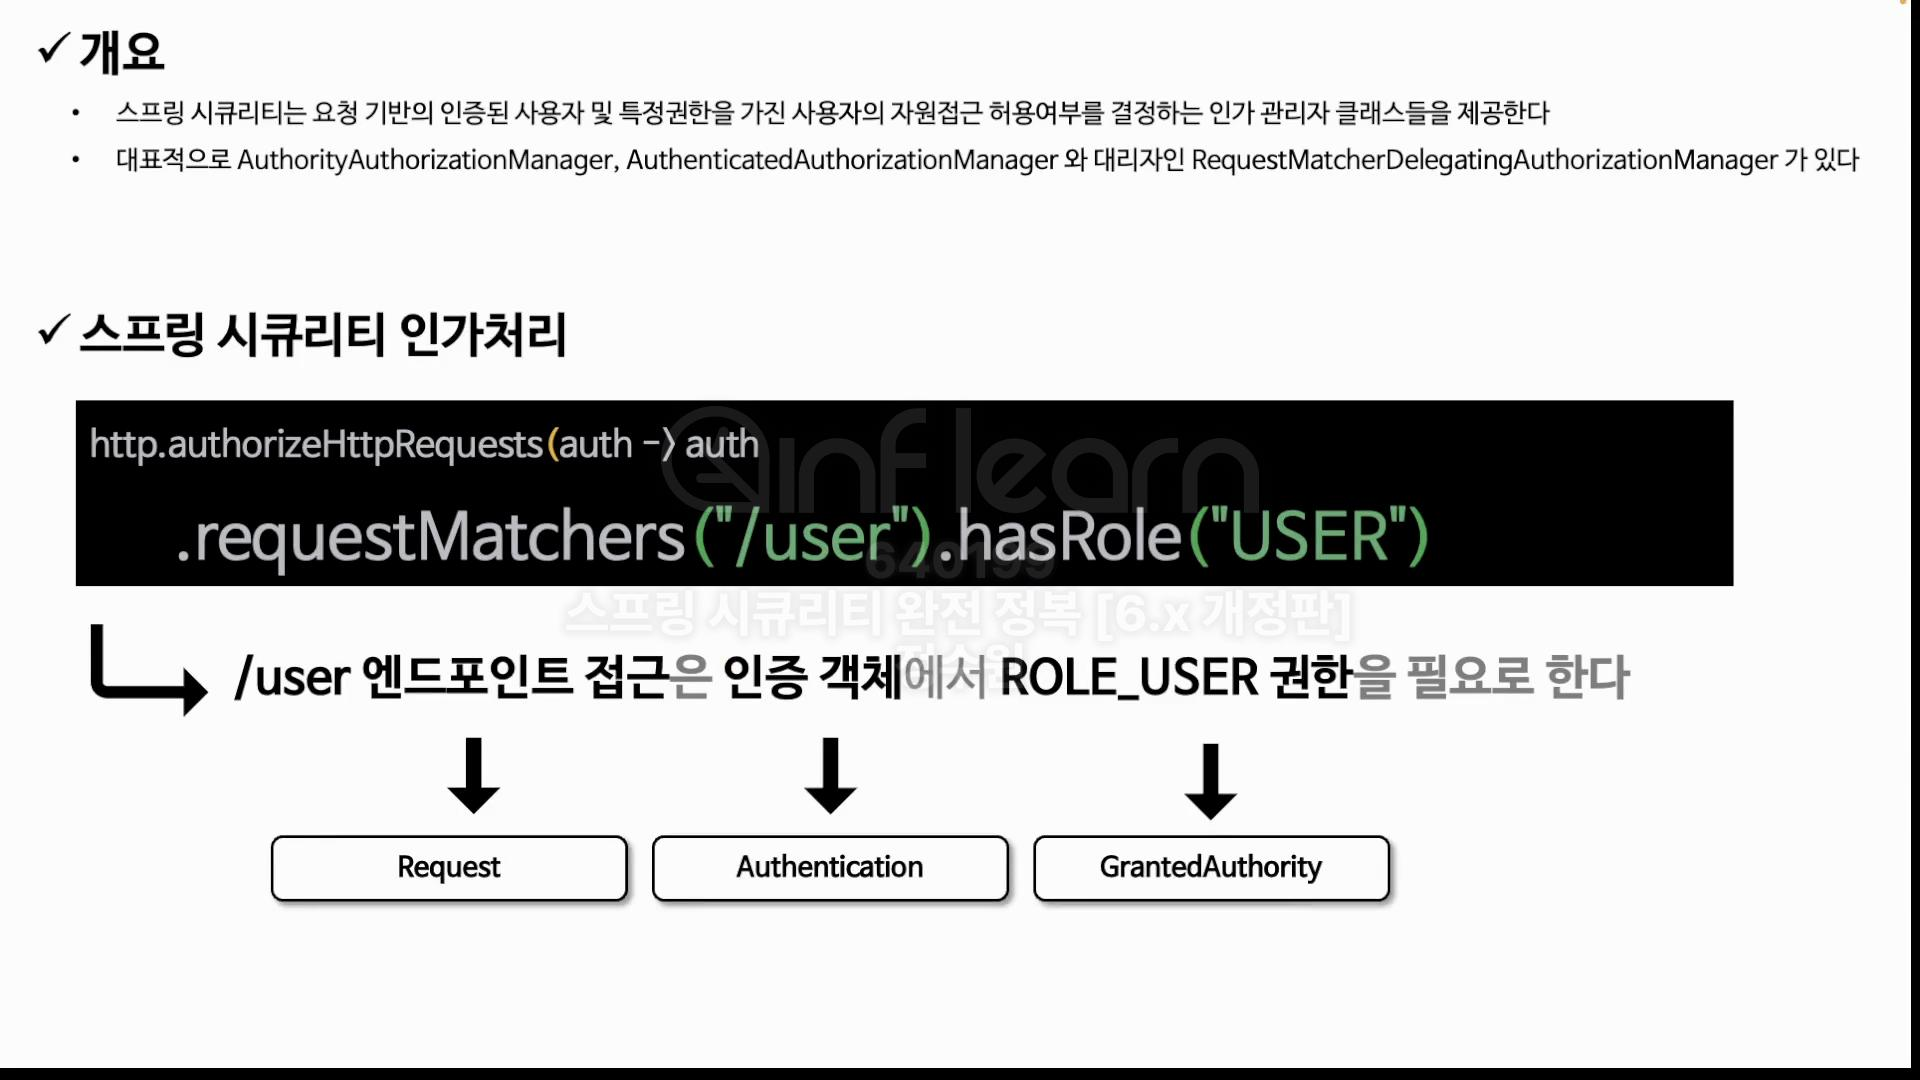 ✓ 개요
• 스프링 시큐리티는 요청 기반의 인증된 사용자 및 특정권한을 가진 사용자의 자원접근 허용여부를 결정하는 인가 관리자 클래스들을 제공한다
• 대표적으로 AuthorityAuthorizationManager, AuthenticatedAuthorizationManager 와 대리자인 RequestMatcherDelegatingAuthorizationManager 가 있다
✓ 스프링 시큐리티 인가처리
inflearn
http.authorizeHttpRequests(auth -> auth
.requestMatchers("/user").hasRole("USER")
640199
스프링 시큐리티 완전 정복 [6.x 개정판]
/user 엔드포인트 접근은 인증 객체에서 ROLE_USER 권한을 필요로 한다
Request
Authentication
GrantedAuthority